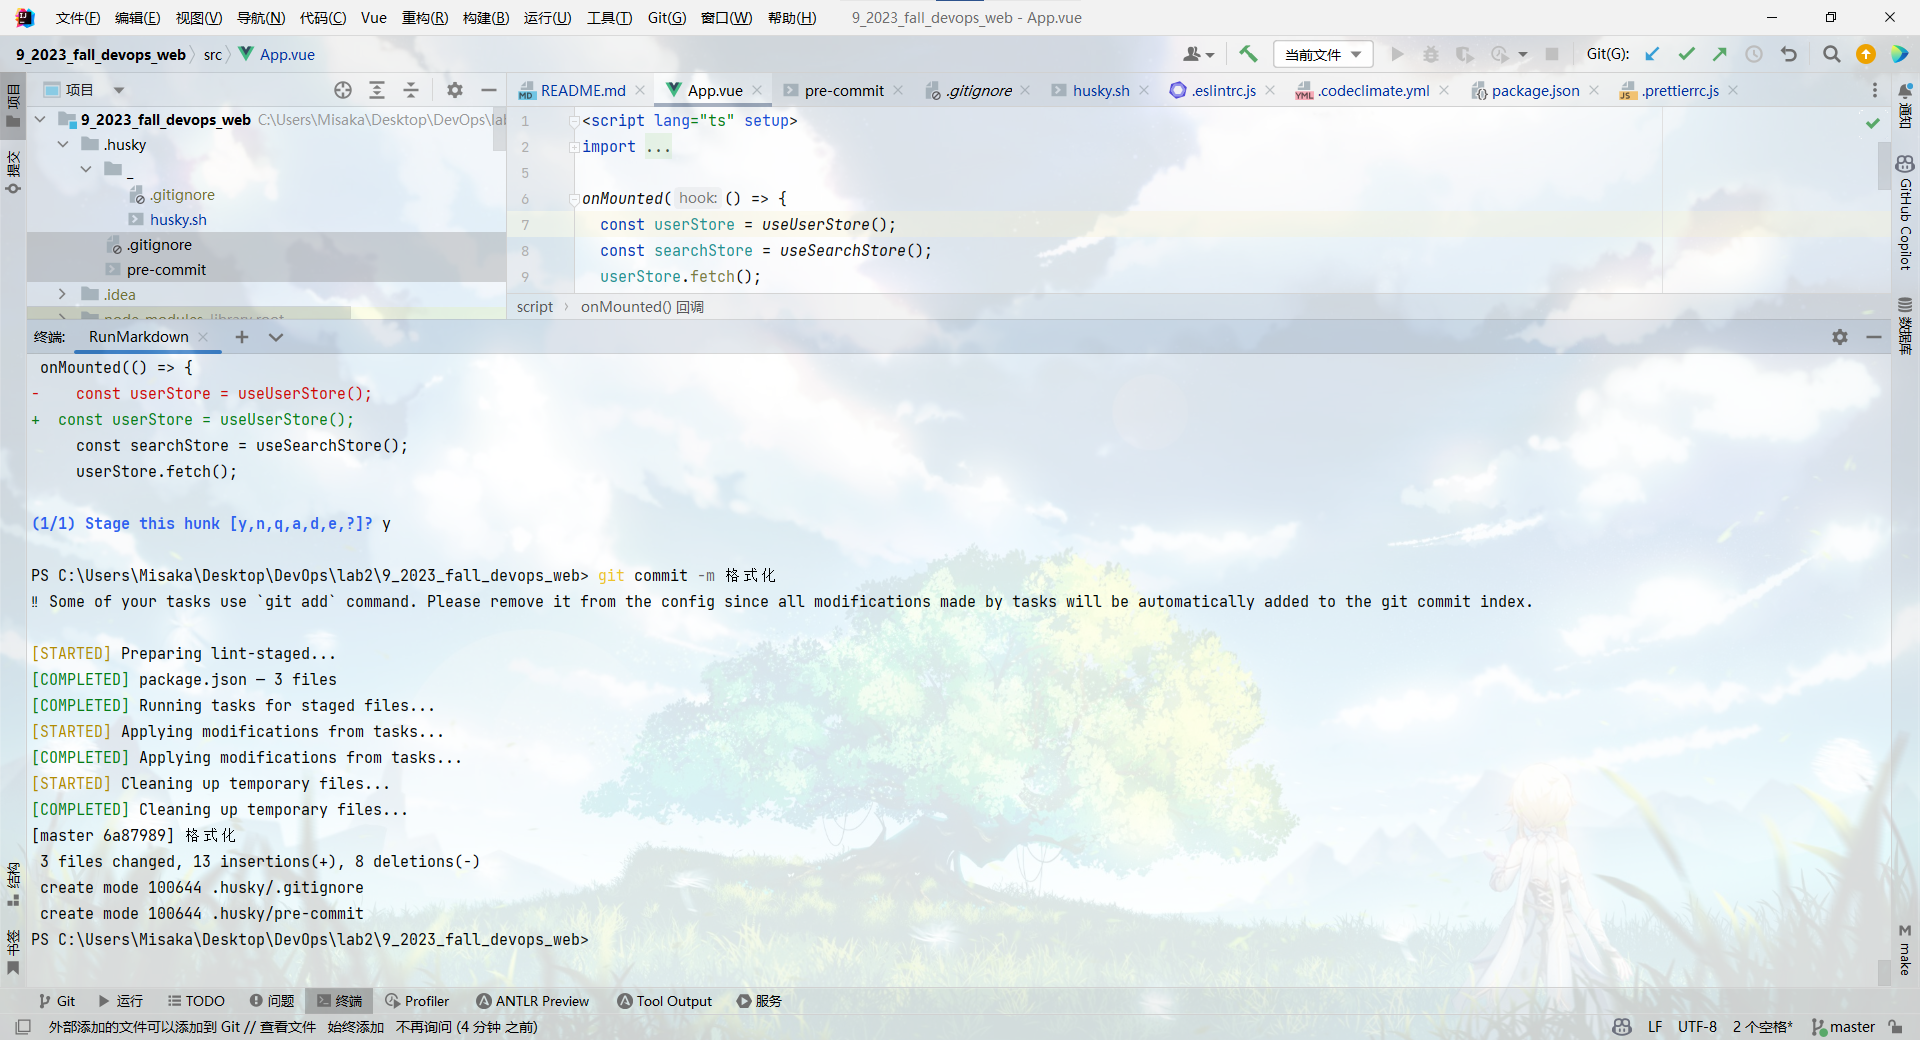 文件(F) 编辑(E) 视图(V) 导航(N) 代码(C) Vue 重构(R) 构建(B) 运行(U) 工具(T) Git(G) 窗口(W) 帮助(H) 9_2023_fall_devops_web - App.vue
9_2023_fall_devops_web src App.vue 当前文件 Git(G):
项目 README.md App.vue pre-commit .gitignore husky.sh .eslintrc.js .codeclimate.yml package.json .prettierrc.js
项目
提交
结构
书签
9_2023_fall_devops_web C:\Users\Misaka\Desktop\DevOps\lab
.husky
_
.gitignore
husky.sh
.gitignore
pre-commit
.idea
node_modules library root
1 <script lang="ts" setup>
2 import ...
5
6 onMounted( hook: () => {
7 const userStore = useUserStore();
8 const searchStore = useSearchStore();
9 userStore.fetch();
script › onMounted() 回调
通知
GitHub Copilot
数据库
make
终端: RunMarkdown
onMounted(() => {
-    const userStore = useUserStore();
+  const userStore = useUserStore();
const searchStore = useSearchStore();
userStore.fetch();
(1/1) Stage this hunk [y,n,q,a,d,e,?]? y
PS C:\Users\Misaka\Desktop\DevOps\lab2\9_2023_fall_devops_web> git commit -m 格式化
‼ Some of your tasks use `git add` command. Please remove it from the config since all modifications made by tasks will be automatically added to the git commit index.
[STARTED] Preparing lint-staged...
[COMPLETED] package.json — 3 files
[COMPLETED] Running tasks for staged files...
[STARTED] Applying modifications from tasks...
[COMPLETED] Applying modifications from tasks...
[STARTED] Cleaning up temporary files...
[COMPLETED] Cleaning up temporary files...
[master 6a87989] 格式化
3 files changed, 13 insertions(+), 8 deletions(-)
create mode 100644 .husky/.gitignore
create mode 100644 .husky/pre-commit
PS C:\Users\Misaka\Desktop\DevOps\lab2\9_2023_fall_devops_web>
Git 运行 TODO 问题 终端 Profiler ANTLR Preview Tool Output 服务
外部添加的文件可以添加到 Git // 查看文件 始终添加 不再询问 (4 分钟 之前) LF UTF-8 2 个空格* master